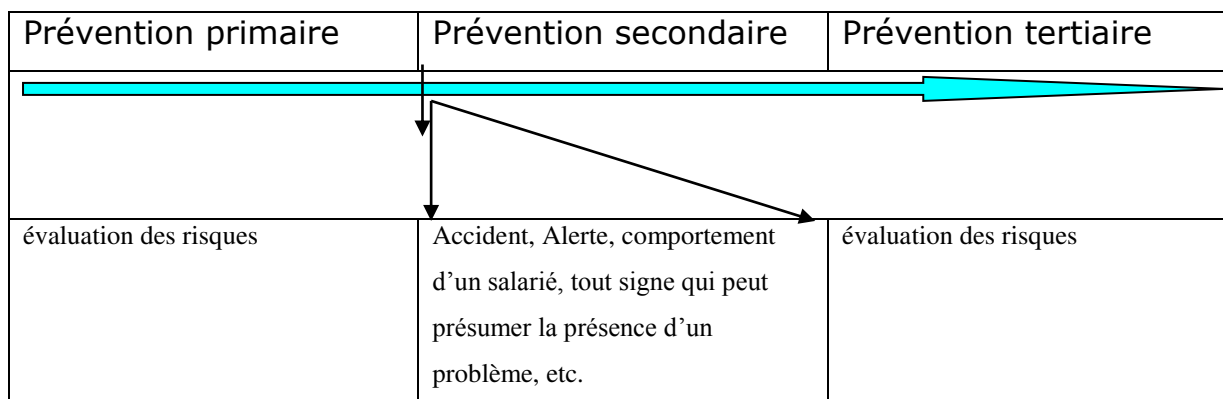 Prévention primaire
Prévention secondaire
Prévention tertiaire
évaluation des risques
Accident, Alerte, comportement
d’un salarié, tout signe qui peut
présumer la présence d’un
problème, etc.
évaluation des risques